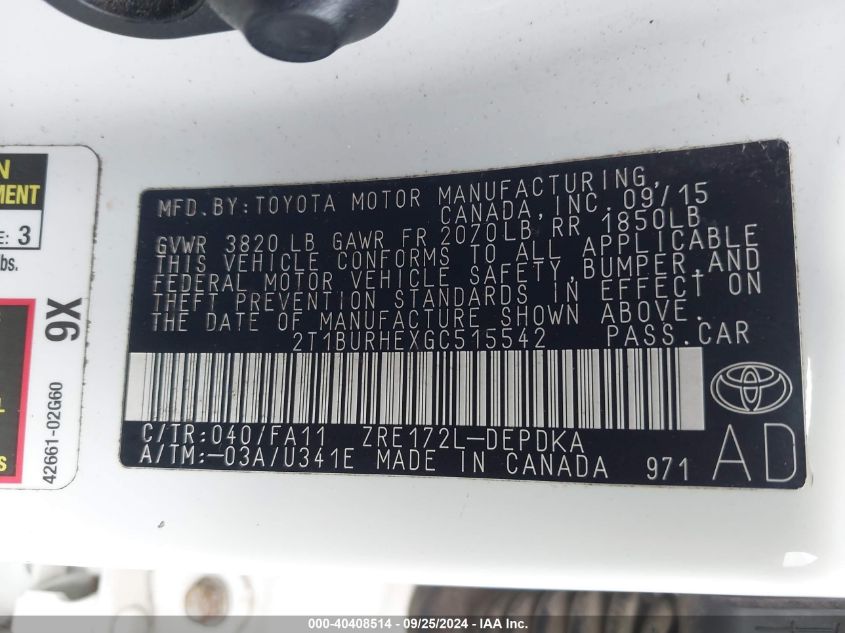 MFD.BY:TOYOTA MOTOR MANUFACTURING,
CANADA, INC. 09/15
GVWR 3820 LB GAWR FR 2070LB, RR 1850LB
THIS VEHICLE CONFORMS TO ALL APPLICABLE
FEDERAL MOTOR VEHICLE SAFETY, BUMPER, AND
THEFT PREVENTION STANDARDS IN EFFECT ON
THE DATE OF MANUFACTURE SHOWN ABOVE.
2T1BURHEXGC515542 PASS.CAR
C/TR:040/FA11 ZRE172L-DEPDKA
A/TM:-03A/U341E MADE IN CANADA 971
AD
MENT
E: 3
lbs.
9X
42661-02G60
000-40408514 - 09/25/2024 - IAA Inc.